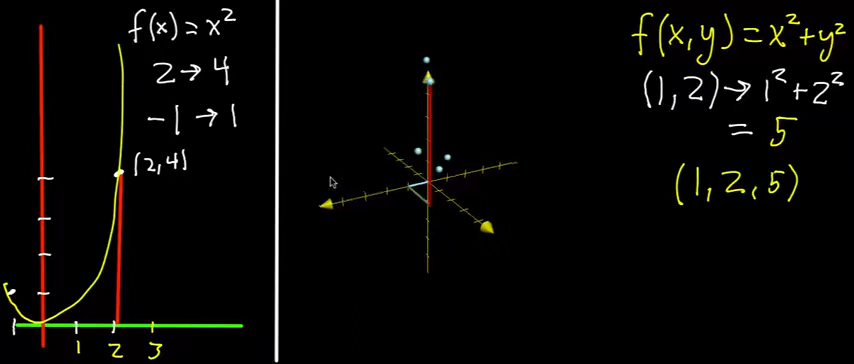 f(x) = x²
2 → 4
-1 → 1
(2,4)
1
1 2 3
f(x,y) = x²+y²
(1,2) → 1²+2²
= 5
(1,2,5)